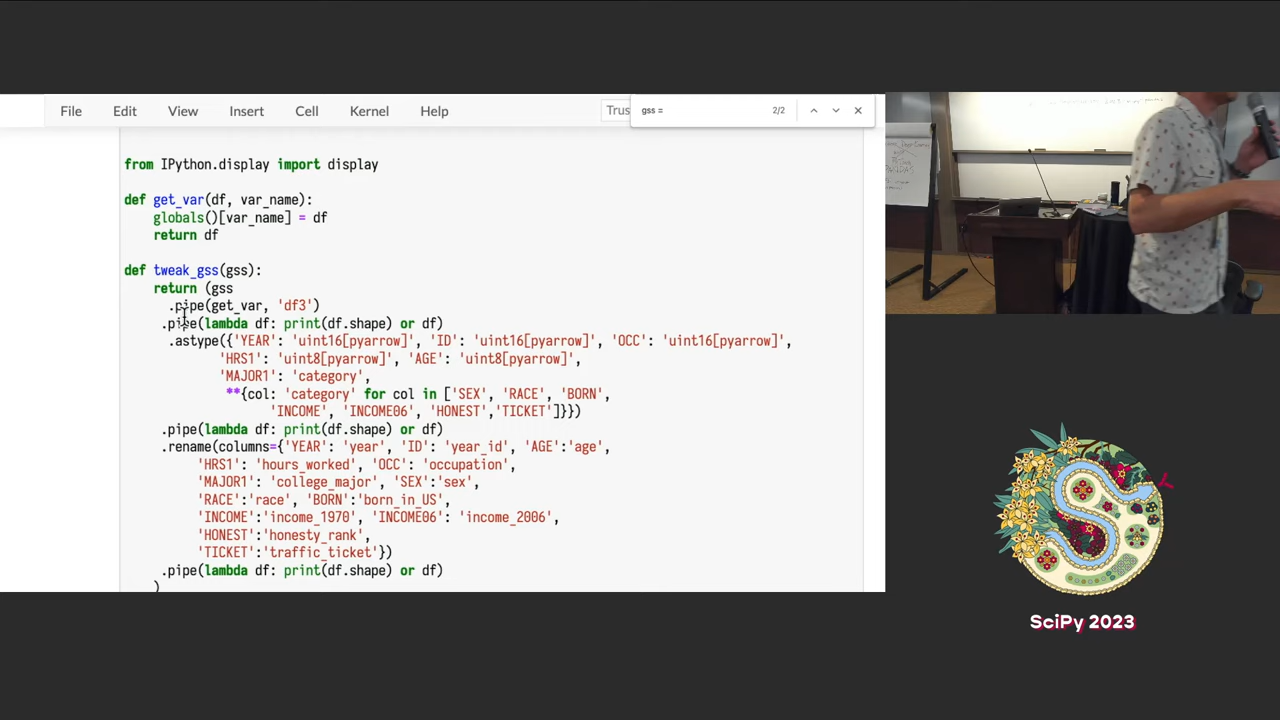 File Edit View Insert Cell Kernel Help Trus gss = 2/2
from IPython.display import display
def get_var(df, var_name):
globals()[var_name] = df
return df
def tweak_gss(gss):
return (gss
.pipe(get_var, 'df3')
.pipe(lambda df: print(df.shape) or df)
.astype({'YEAR': 'uint16[pyarrow]', 'ID': 'uint16[pyarrow]', 'OCC': 'uint16[pyarrow]',
'HRS1': 'uint8[pyarrow]', 'AGE': 'uint8[pyarrow]',
'MAJOR1': 'category',
**{col: 'category' for col in ['SEX', 'RACE', 'BORN',
'INCOME', 'INCOME06', 'HONEST','TICKET']}})
.pipe(lambda df: print(df.shape) or df)
.rename(columns={'YEAR': 'year', 'ID': 'year_id', 'AGE':'age',
'HRS1': 'hours_worked', 'OCC': 'occupation',
'MAJOR1': 'college_major', 'SEX':'sex',
'RACE':'race', 'BORN':'born_in_US',
'INCOME':'income_1970', 'INCOME06': 'income_2006',
'HONEST':'honesty_rank',
'TICKET':'traffic_ticket'})
.pipe(lambda df: print(df.shape) or df)
)
SciPy 2023